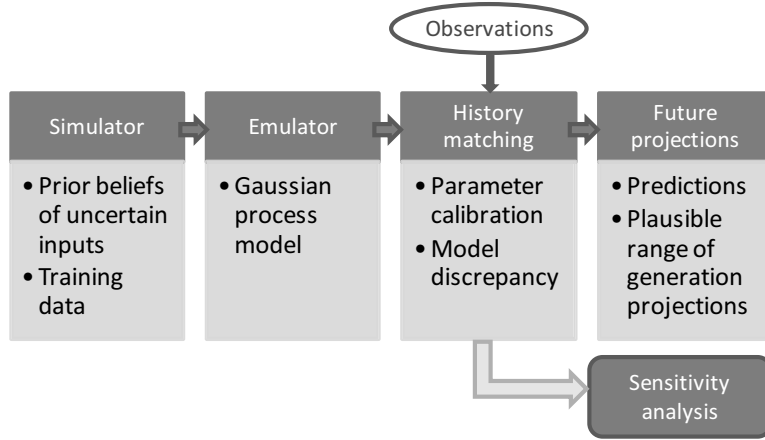 Observations
Simulator
• Prior beliefs
of uncertain
inputs
• Training
data
Emulator
• Gaussian
process
model
History
matching
• Parameter
calibration
• Model
discrepancy
Future
projections
• Predictions
• Plausible
range of
generation
projections
Sensitivity
analysis